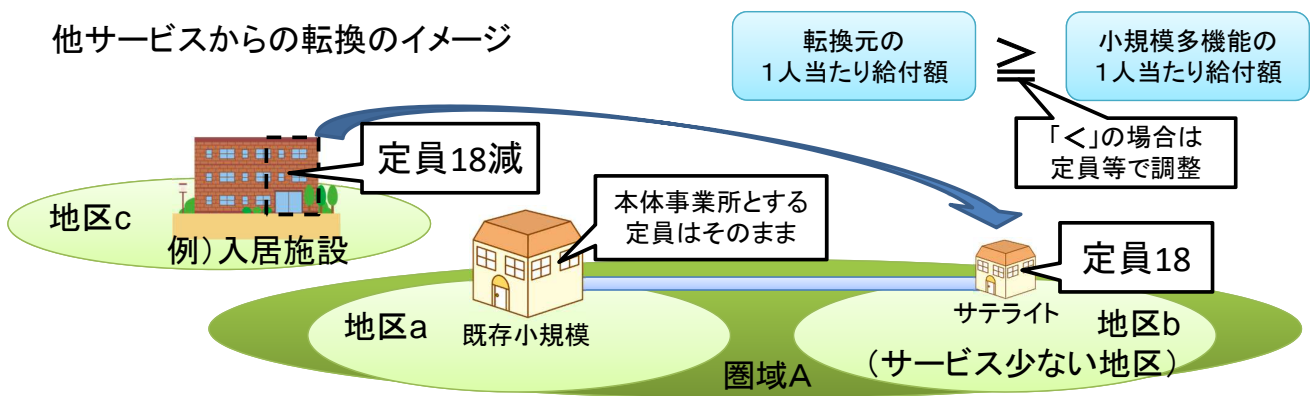 他サービスからの転換のイメージ
転換元の
１人当たり給付額
≧
小規模多機能の
１人当たり給付額
「＜」の場合は
定員等で調整
定員18減
地区c
例）入居施設
本体事業所とする
定員はそのまま
定員18
サテライト
地区a
既存小規模
地区b
（サービス少ない地区）
圏域A